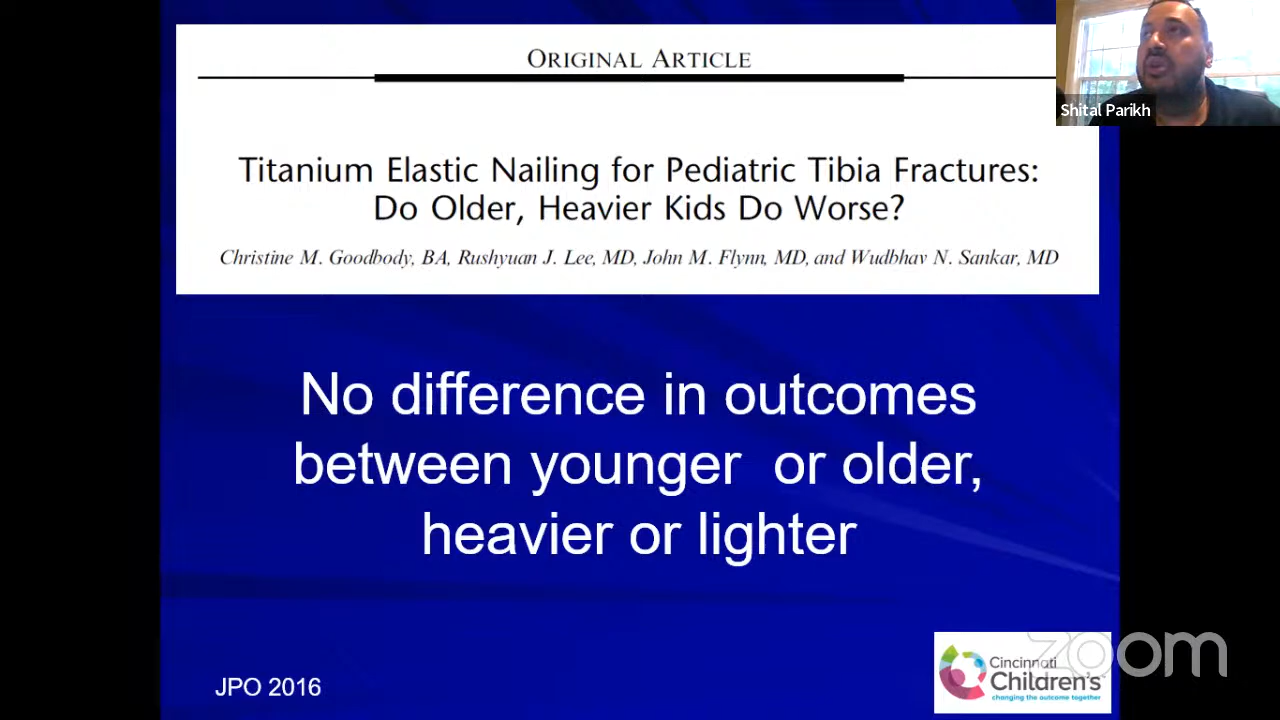 ORIGINAL ARTICLE
Shital Parikh
Titanium Elastic Nailing for Pediatric Tibia Fractures:
Do Older, Heavier Kids Do Worse?
Christine M. Goodbody, BA, Rushyuan J. Lee, MD, John M. Flynn, MD, and Wudbhav N. Sankar, MD
No difference in outcomes
between younger or older,
heavier or lighter
JPO 2016
Cincinnati
Children's
changing the outcome together
zoom